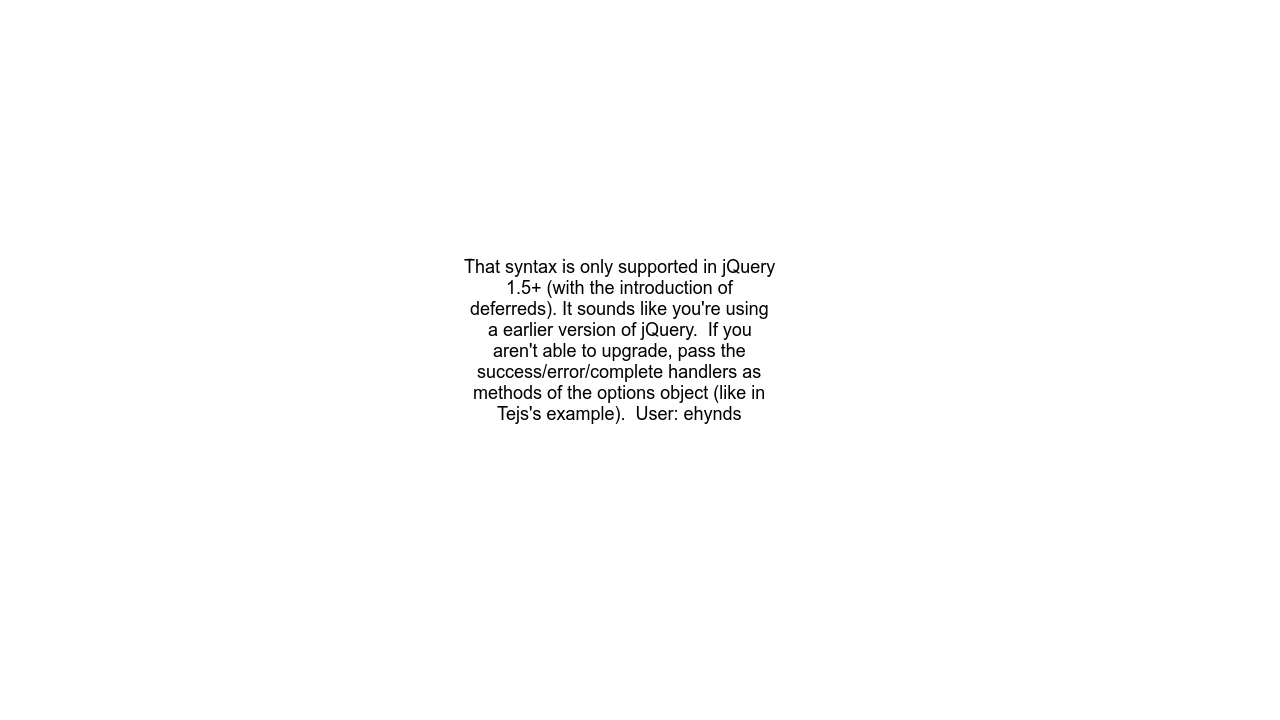 That syntax is only supported in jQuery
1.5+ (with the introduction of
deferreds). It sounds like you're using
a earlier version of jQuery.  If you
aren't able to upgrade, pass the
success/error/complete handlers as
methods of the options object (like in
Tejs's example).  User: ehynds